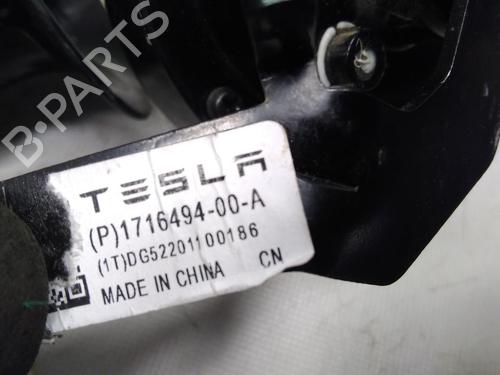 B-PARTS
TESLA
(P)1716494-00-A
(1T)DG52201100186
MADE IN CHINA CN